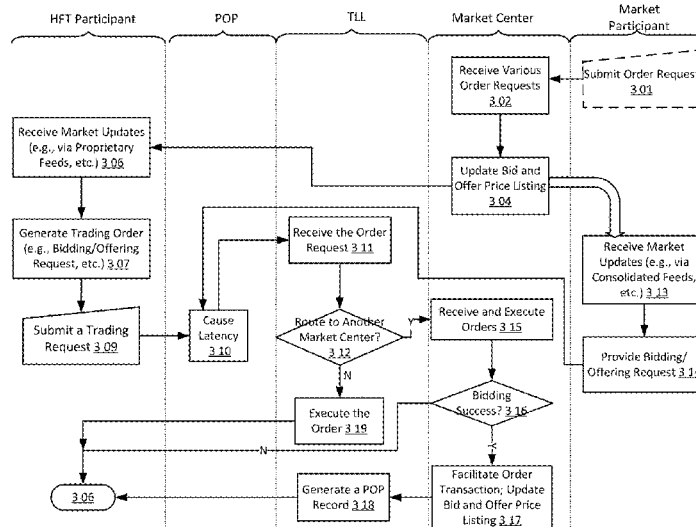 HFT Participant
POP
TLL
Market Center
Market
Participant
Submit Order Request
3.01
Receive Various
Order Requests
3.02
Receive Market Updates
(e.g., via Proprietary
Feeds, etc.) 3.06
Update Bid and
Offer Price Listing
3.04
Generate Trading Order
(e.g., Bidding/Offering
Request, etc.) 3.07
Receive the Order
Request 3.11
Receive Market
Updates (e.g., via
Consolidated Feeds,
etc.) 3.13
Submit a Trading
Request 3.09
Cause
Latency
3.10
Route to Another
Market Center?
3.12
Y
Receive and Execute
Orders 3.15
Provide Bidding/
Offering Request
N
Execute the
Order 3.19
Bidding
Success? 3.16
N
Y
3.06
Generate a POP
Record 3.18
Facilitate Order
Transaction; Update
Bid and Offer Price
Listing 3.17